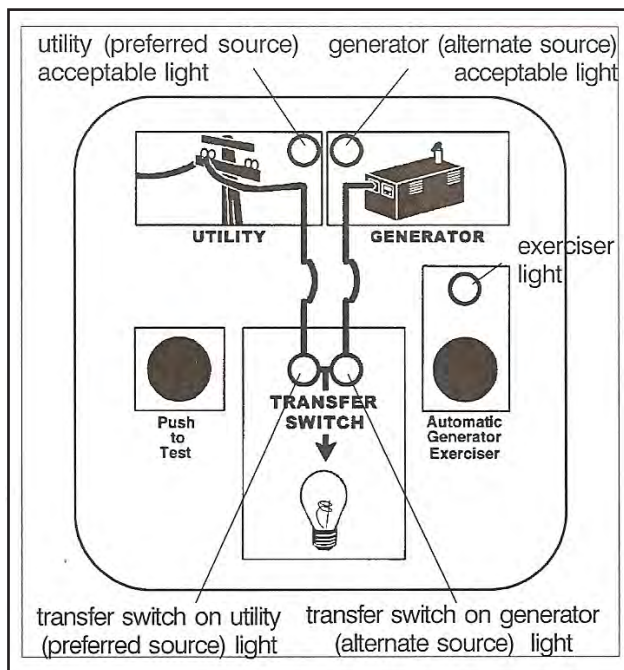 utility (preferred source)
acceptable light
generator (alternate source)
acceptable light
UTILITY
GENERATOR
exerciser
light
Push
to
Test
TRANSFER
SWITCH
Automatic
Generator
Exerciser
transfer switch on utility
(preferred source) light
transfer switch on generator
(alternate source) light